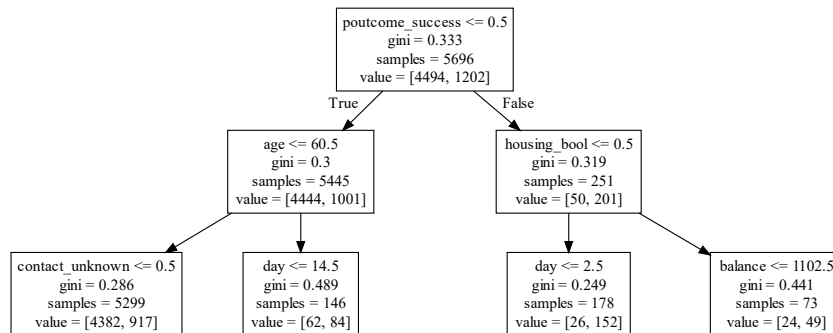 poutcome_success <= 0.5
gini = 0.333
samples = 5696
value = [4494, 1202]
True
False
age <= 60.5
gini = 0.3
samples = 5445
value = [4444, 1001]
housing_bool <= 0.5
gini = 0.319
samples = 251
value = [50, 201]
contact_unknown <= 0.5
gini = 0.286
samples = 5299
value = [4382, 917]
day <= 14.5
gini = 0.489
samples = 146
value = [62, 84]
day <= 2.5
gini = 0.249
samples = 178
value = [26, 152]
balance <= 1102.5
gini = 0.441
samples = 73
value = [24, 49]